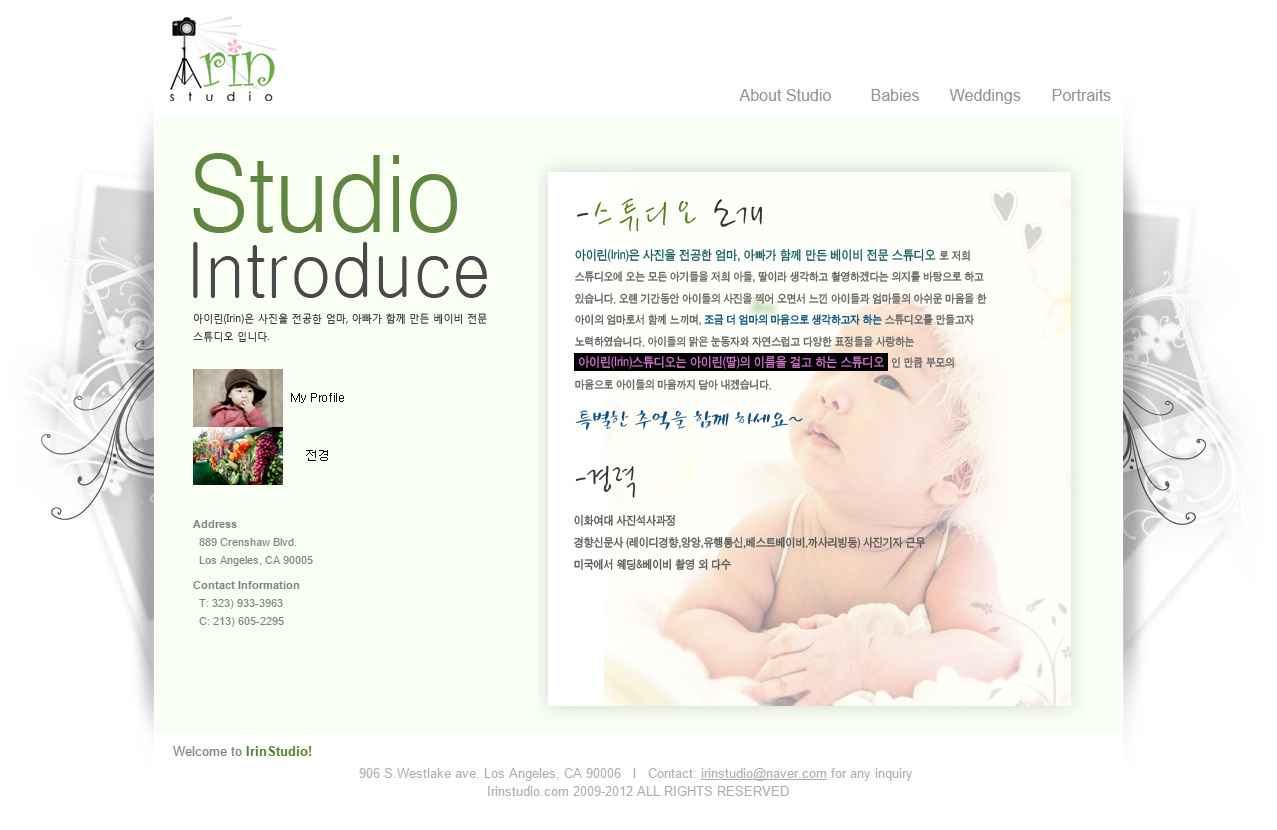 Irin
studio
About Studio
Babies
Weddings
Portraits
Studio
Introduce
아이린(Irin)은 사진을 전공한 엄마, 아빠가 함께 만든 베이비 전문
스튜디오 입니다.
My Profile
전경
Address
889 Crenshaw Blvd.
Los Angeles, CA 90005
Contact Information
T: 323) 933-3963
C: 213) 605-2295
-스튜디오 소개
아이린(Irin)은 사진을 전공한 엄마, 아빠가 함께 만든 베이비 전문 스튜디오 로 저희
스튜디오에 오는 모든 아기들을 저희 아들, 딸이라 생각하고 촬영하겠다는 의지를 바탕으로 하고
있습니다. 오랜 기간동안 아이들의 사진을 찍어 오면서 느낀 아이들과 엄마들의 아쉬운 마음을 한
아이의 엄마로서 함께 느끼며, 조금 더 엄마의 마음으로 생각하고자 하는 스튜디오를 만들고자
노력하였습니다. 아이들의 맑은 눈동자와 자연스럽고 다양한 표정들을 사랑하는
아이린(Irin)스튜디오는 아이린(딸)의 이름을 걸고 하는 스튜디오 인 만큼 부모의
마음으로 아이들의 마음까지 담아 내겠습니다.
특별한 추억을 함께 하세요~
-경력
이화여대 사진석사과정
경향신문사 (레이디경향,앙앙,유행통신,베스트베이비,까사리빙등) 사진기자 근무
미국에서 웨딩&베이비 촬영 외 다수
Welcome to IrinStudio!
906 S.Westlake ave. Los Angeles, CA 90006 I Contact: irinstudio@naver.com for any inquiry
Irinstudio.com 2009-2012 ALL RIGHTS RESERVED